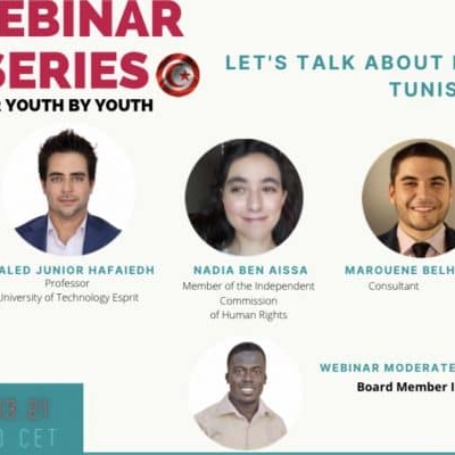 EBINAR
SERIES
R YOUTH BY YOUTH
LET'S TALK ABOUT
TUNIS
ALED JUNIOR HAFAIEDH
Professor
University of Technology Esprit
NADIA BEN AISSA
Member of the Independent
Commission
of Human Rights
MAROUENE BELH
Consultant
WEBINAR MODERATE
Board Member I
CET